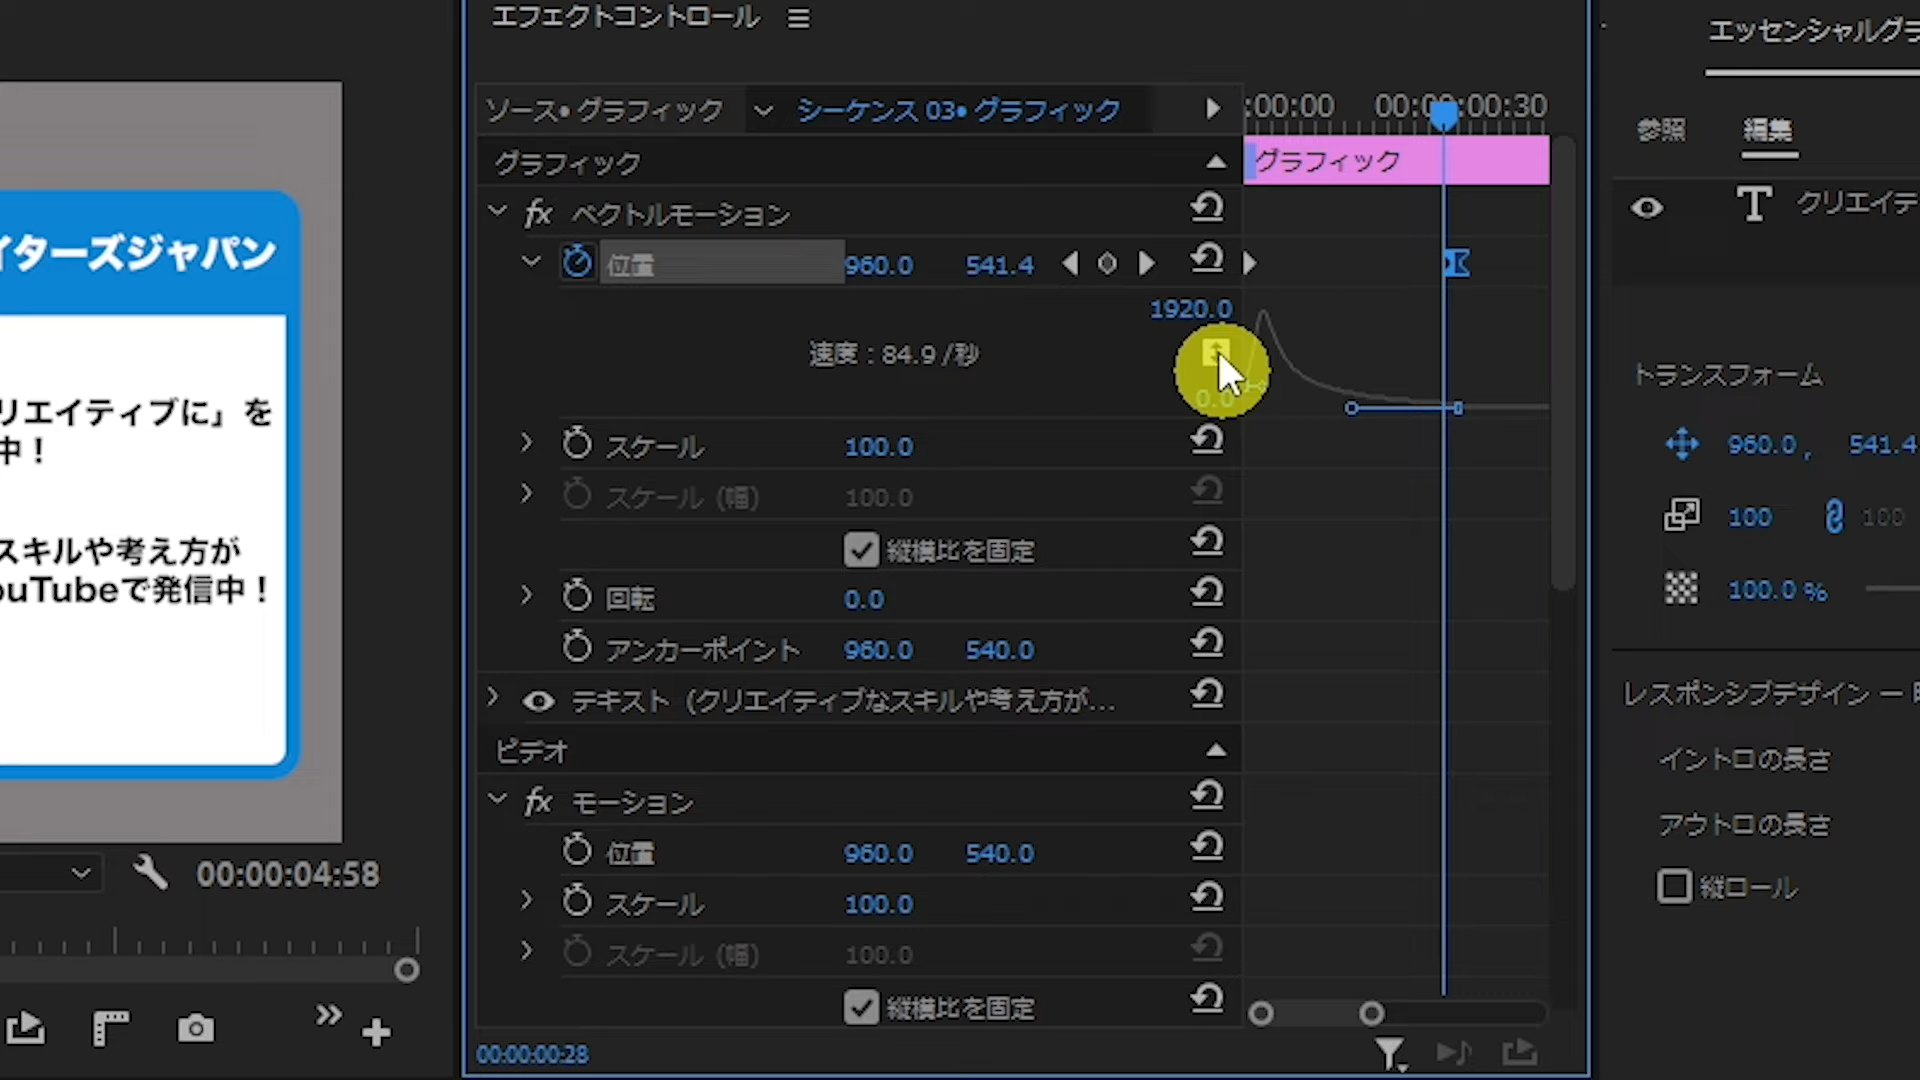 エフェクトコントロール
エッセンシャルグラ
ソース• グラフィック
シーケンス 03• グラフィック
:00:00
00:00:00:30
参照
編集
グラフィック
グラフィック
fx ベクトルモーション
クリエイテ
イターズジャパン
位置 960.0 541.4
1920.0
速度 : 84.9 /秒
0.0
トランスフォーム
リエイティブに」を
中！
スケール 100.0
960.0 , 541.4
スケール (幅) 100.0
100 100
スキルや考え方が
縦横比を固定
ouTubeで発信中！
回転 0.0
100.0 %
アンカーポイント 960.0 540.0
テキスト (クリエイティブなスキルや考え方が...
レスポンシブデザイン ー
ビデオ
イントロの長さ
fx モーション
アウトロの長さ
位置 960.0 540.0
00:00:04:58
縦ロール
スケール 100.0
スケール (幅) 100.0
縦横比を固定
00:00:00:28